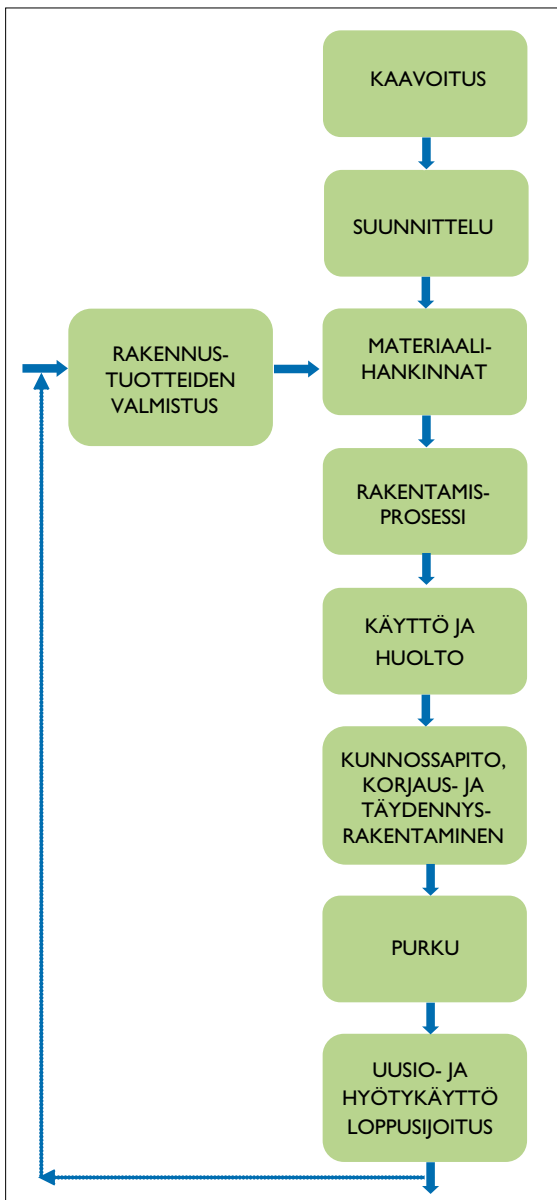 KAAVOITUS
SUUNNITTELU
RAKENNUS-
TUOTTEIDEN
VALMISTUS
MATERIAALI-
HANKINNAT
RAKENTAMIS-
PROSESSI
KÄYTTÖ JA
HUOLTO
KUNNOSSAPITO,
KORJAUS- JA
TÄYDENNYS-
RAKENTAMINEN
PURKU
UUSIO- JA
HYÖTYKÄYTTÖ
LOPPUSIJOITUS